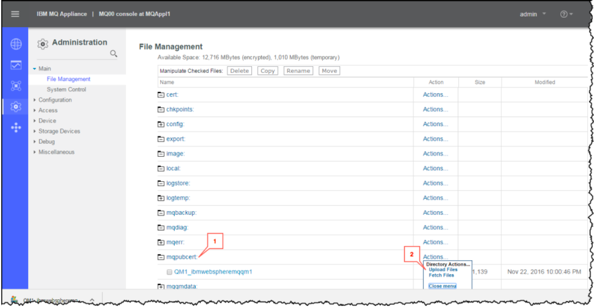 IBM MQ Appliance | MQ00 console at MQAppl1
admin
Administration
Main
File Management
System Control
Configuration
Access
Device
Storage Devices
Debug
Miscellaneous
File Management
Available Space: 12,716 MBytes (encrypted), 1,010 MBytes (temporary)
Manipulate Checked Files: Delete Copy Rename Move
Name Action Size Modified
cert: Actions...
chkpoints: Actions...
config: Actions...
export: Actions...
image: Actions...
local: Actions...
logstore: Actions...
logtemp: Actions...
mqbackup: Actions...
mqdiag: Actions...
mqerr: Actions...
1
mqpubcert: Actions...
2
Directory Actions...
Upload Files
QM1_ibmwebspheremqqm1 1,139 Nov 22, 2016 10:00:46 PM
Fetch Files
Close menu
mqqmdata: